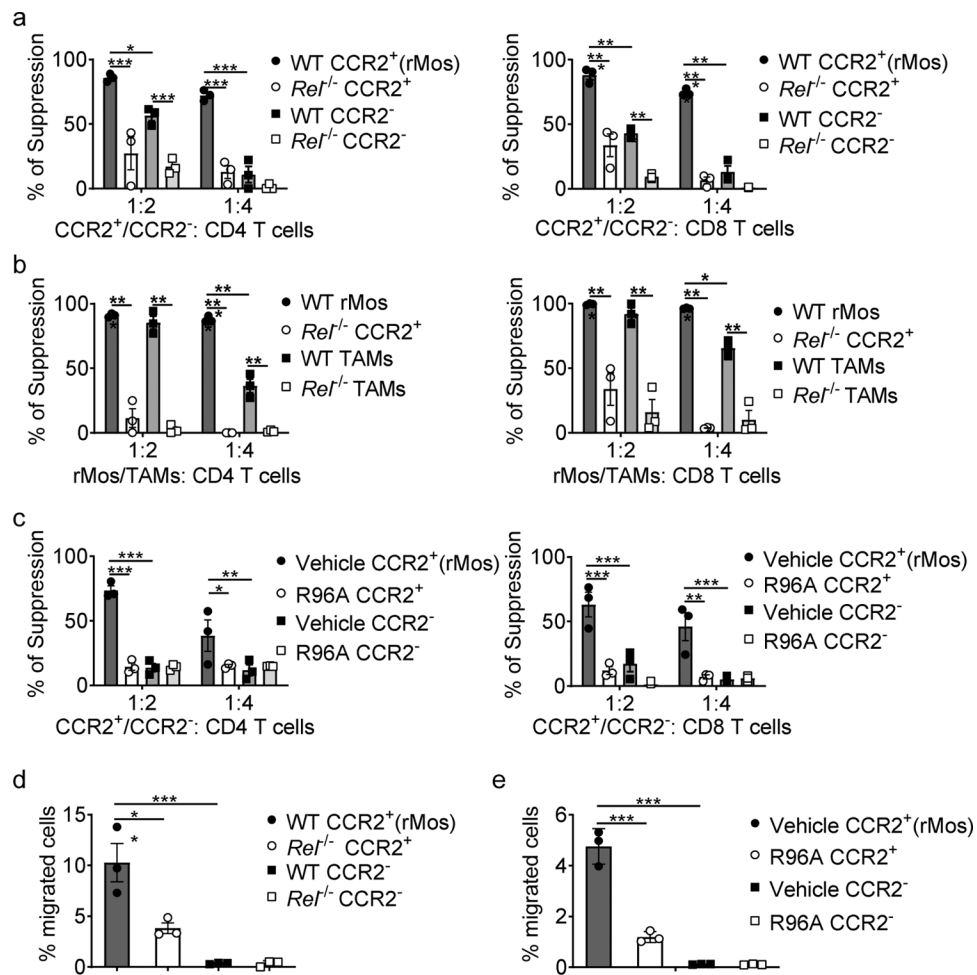 a
% of Suppression
100
50
0
*
***
***
***
***
1:2
1:4
CCR2⁺/CCR2⁻: CD4 T cells
WT CCR2⁺(rMos)
Rel⁻/⁻ CCR2⁺
WT CCR2⁻
Rel⁻/⁻ CCR2⁻
% of Suppression
100
50
0
**
**
*
**
**
**
*
1:2
1:4
CCR2⁺/CCR2⁻: CD8 T cells
WT CCR2⁺(rMos)
Rel⁻/⁻ CCR2⁺
WT CCR2⁻
Rel⁻/⁻ CCR2⁻
b
% of Suppression
100
50
0
**
*
**
**
**
*
**
1:2
1:4
rMos/TAMs: CD4 T cells
WT rMos
Rel⁻/⁻ CCR2⁺
WT TAMs
Rel⁻/⁻ TAMs
% of Suppression
100
50
0
**
*
**
*
**
**
1:2
1:4
rMos/TAMs: CD8 T cells
WT rMos
Rel⁻/⁻ CCR2⁺
WT TAMs
Rel⁻/⁻ TAMs
c
% of Suppression
100
50
0
***
***
**
*
1:2
1:4
CCR2⁺/CCR2⁻: CD4 T cells
Vehicle CCR2⁺(rMos)
R96A CCR2⁺
Vehicle CCR2⁻
R96A CCR2⁻
% of Suppression
100
50
0
***
***
***
**
1:2
1:4
CCR2⁺/CCR2⁻: CD8 T cells
Vehicle CCR2⁺(rMos)
R96A CCR2⁺
Vehicle CCR2⁻
R96A CCR2⁻
d
% migrated cells
15
10
5
0
***
*
*
WT CCR2⁺(rMos)
Rel⁻/⁻ CCR2⁺
WT CCR2⁻
Rel⁻/⁻ CCR2⁻
e
% migrated cells
6
4
2
0
***
***
Vehicle CCR2⁺(rMos)
R96A CCR2⁺
Vehicle CCR2⁻
R96A CCR2⁻